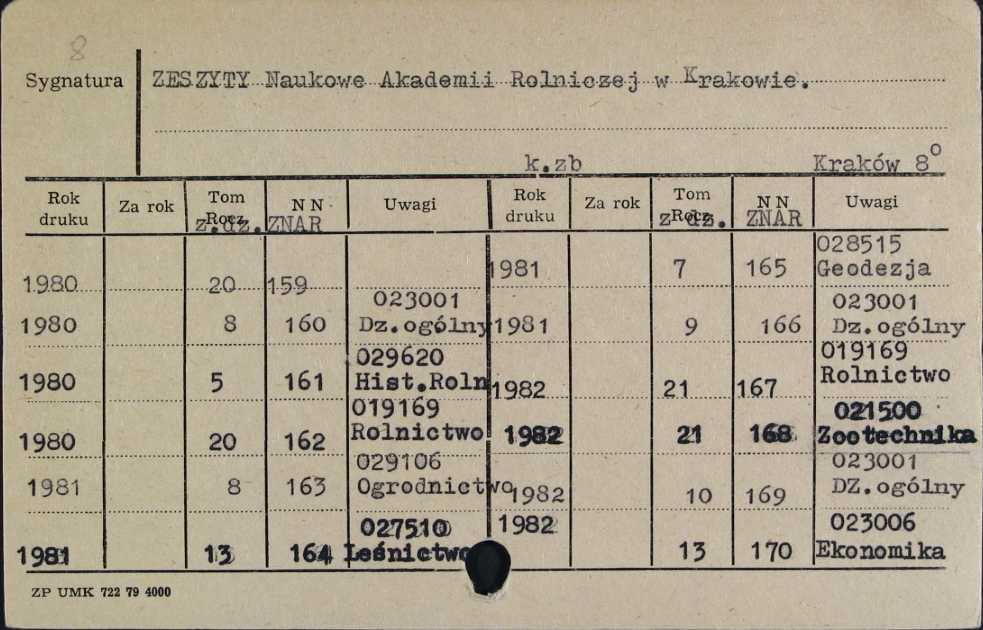 8
Sygnatura ZESZYTY Naukowe Akademii Rolniczej w Krakowie.
k.zb Kraków 8o
Rok druku Za rok Tom Rocz. N N Uwagi Rok druku Za rok Tom Rocz. N N Uwagi
z.dz. ZNAR z dz. ZNAR
1980 20 159
1981 7 165 028515 Geodezja
1980 8 160 023001 Dz.ogólny
1981 9 166 023001 Dz.ogólny
1980 5 161 029620 Hist.Roln
1982 21 167 019169 Rolnictwo
1980 20 162 019169 Rolnictwo
1982 21 168 021500 Zootechnika
1981 8 163 029106 Ogrodnictwo
1982 10 169 023001 DZ.ogólny
1981 13 164 027510 Leśnictwo
1982 13 170 023006 Ekonomika
ZP UMK 722 79 4000